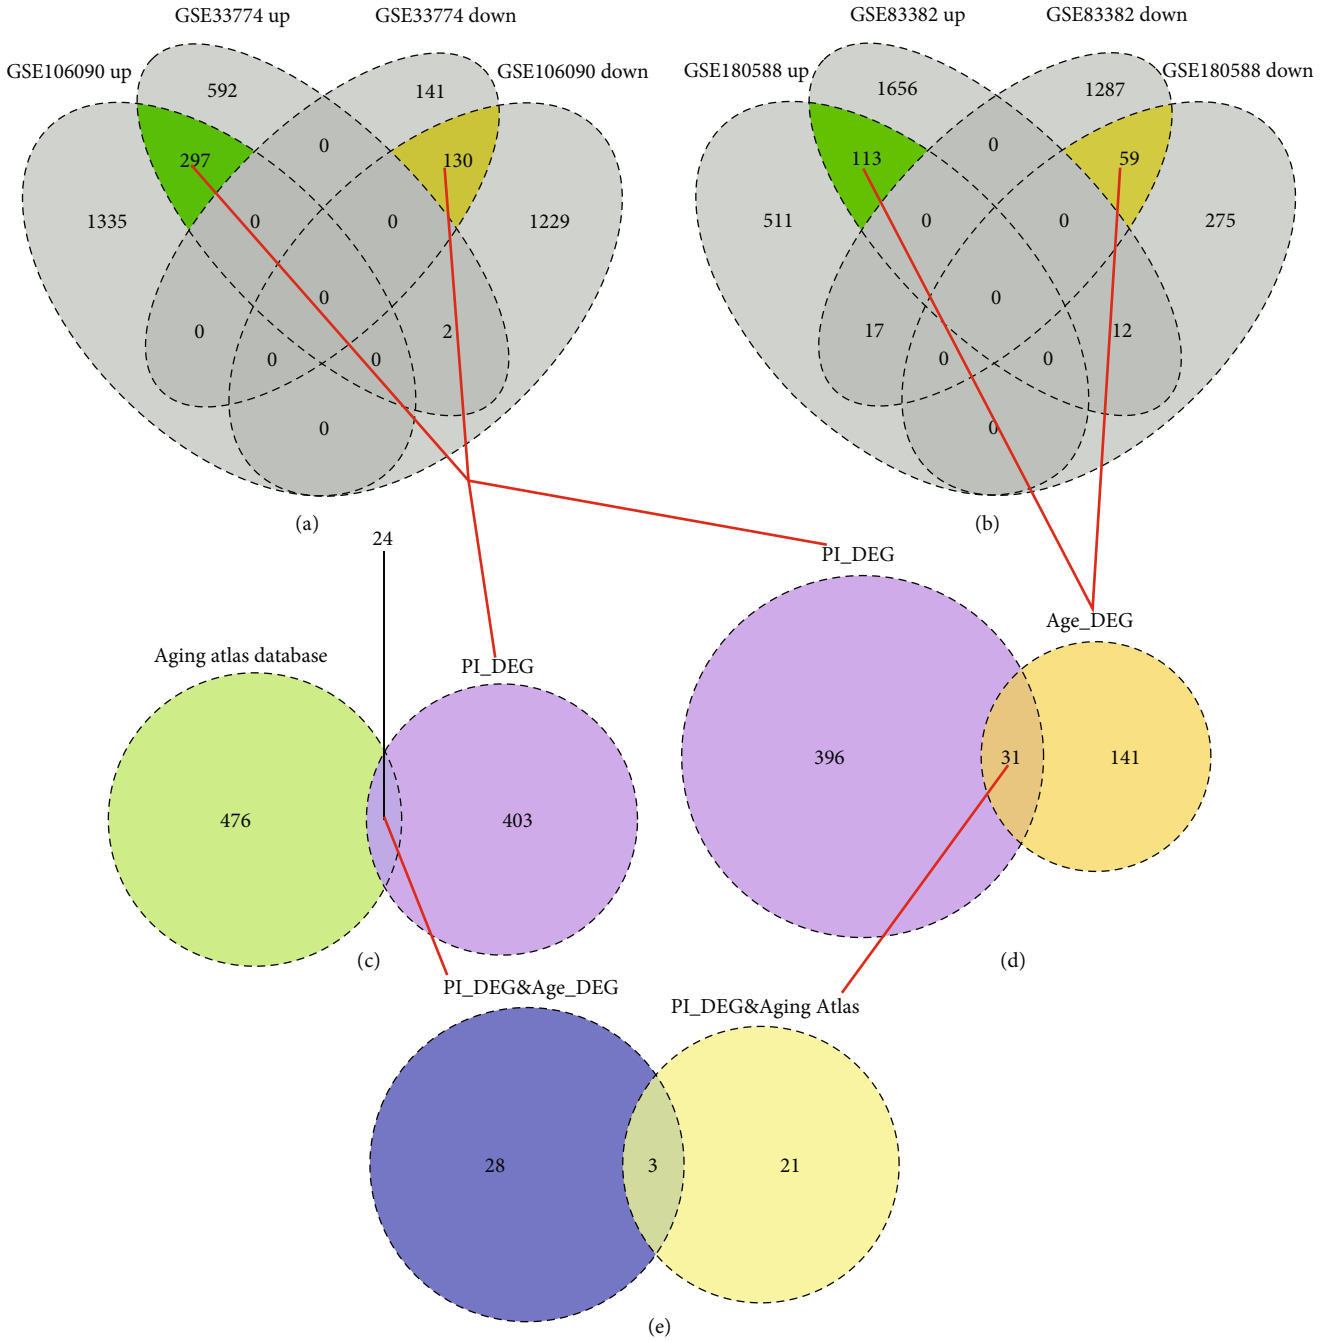 GSE33774 up
GSE33774 down
GSE106090 up
GSE106090 down
592
141
0
297
130
1335
0
0
1229
0
0
2
0
0
0
(a)
GSE83382 up
GSE83382 down
GSE180588 up
GSE180588 down
1656
1287
0
113
59
511
0
0
275
0
17
12
0
0
0
(b)
24
Aging atlas database
PI_DEG
476
403
(c)
PI_DEG
Age_DEG
396
31
141
(d)
PI_DEG&Age_DEG
PI_DEG&Aging Atlas
28
3
21
(e)